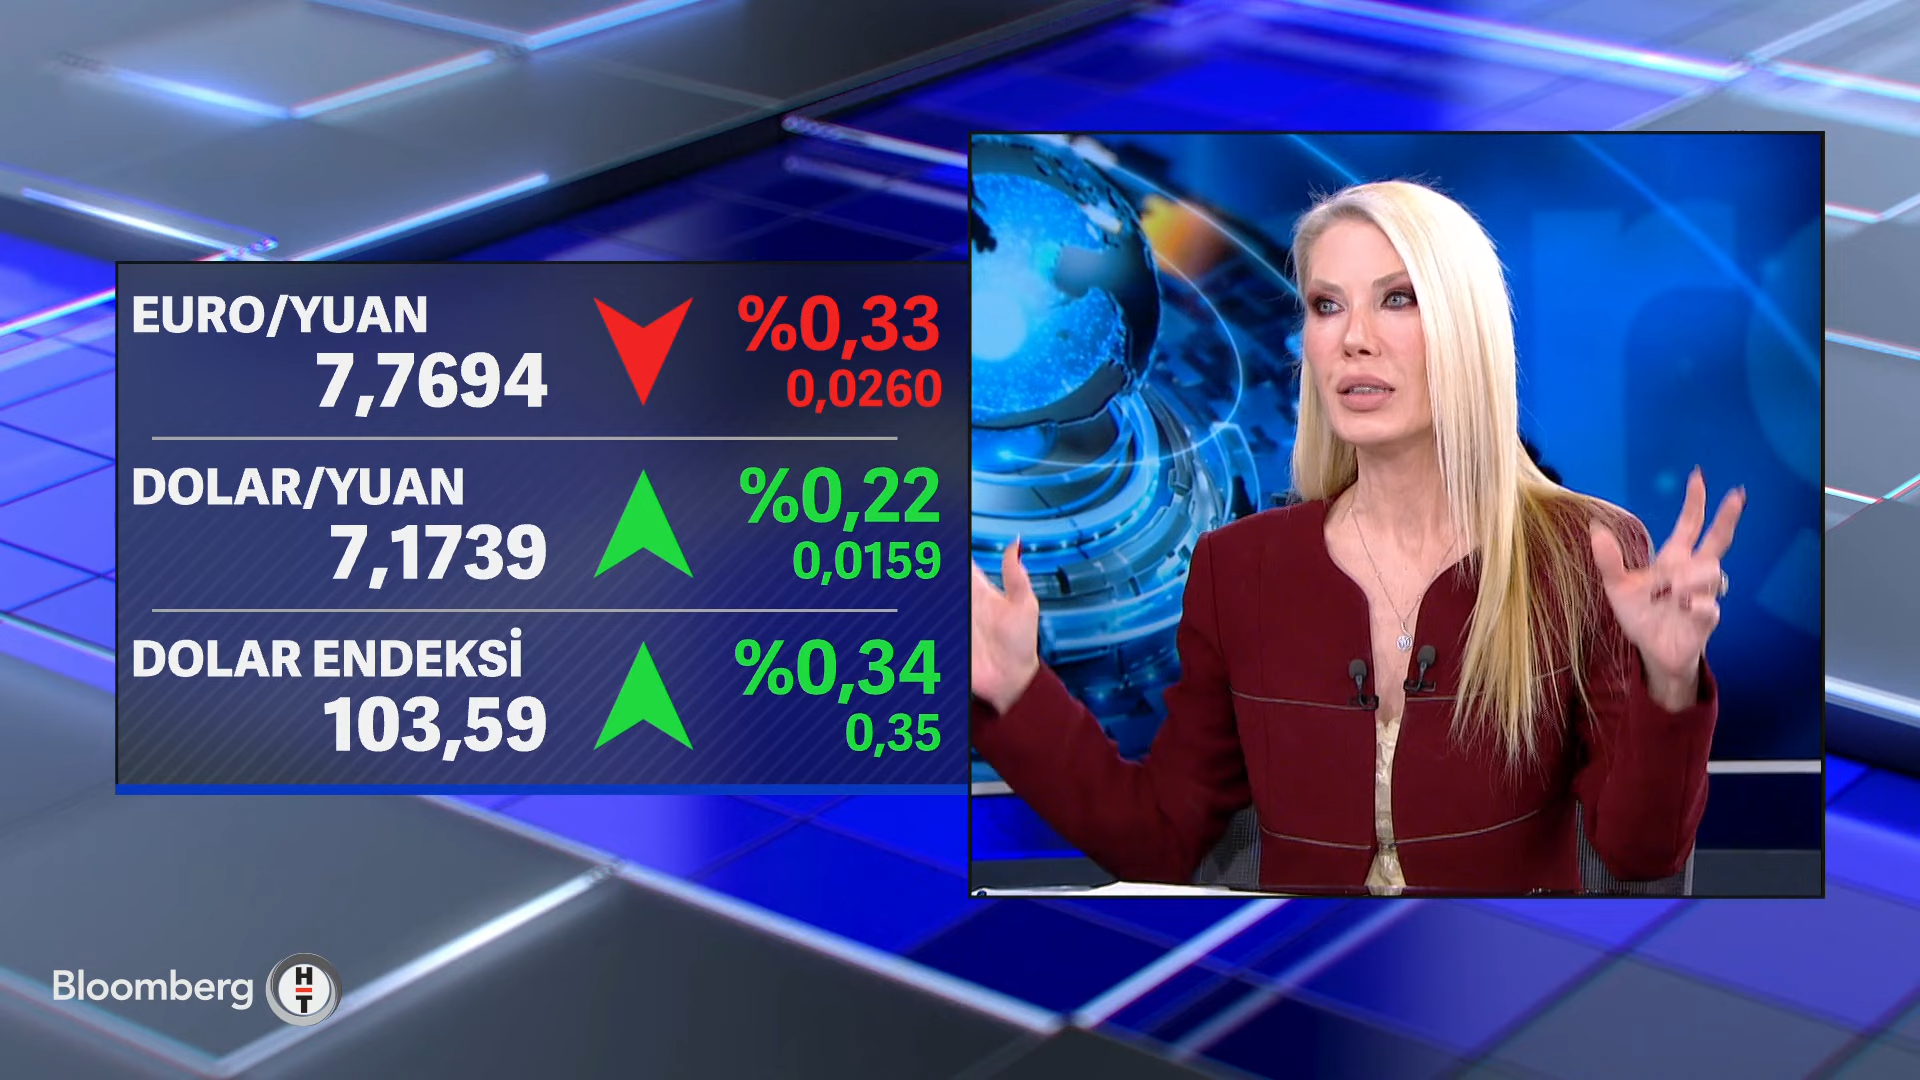 EURO/YUAN
7,7694
%0,33
0,0260
DOLAR/YUAN
7,1739
%0,22
0,0159
DOLAR ENDEKSİ
103,59
%0,34
0,35
Bloomberg HT